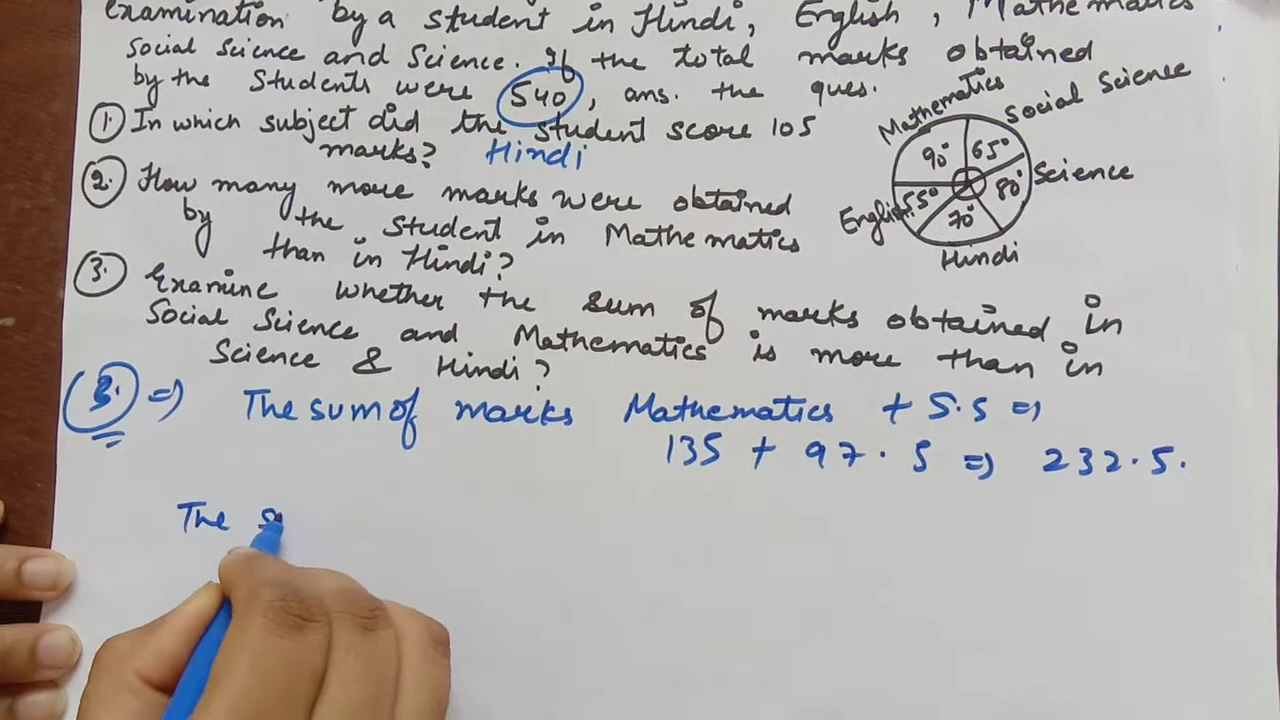 examination by a student in Hindi, English, Mathematics
Social Science and Science. If the total marks obtained
by the students were 540, ans. the ques.
1. In which subject did the student score 105
marks? Hindi
2. How many more marks were obtained
by the student in Mathematics
than in Hindi?
3. Examine whether the sum of marks obtained in
Social Science and Mathematics is more than in
Science & Hindi?
Mathematics
Social Science
90°
65°
Science
80°
55°
English
70°
Hindi
3. => The sum of marks Mathematics + S.S =>
135 + 97.5 => 232.5.
The s